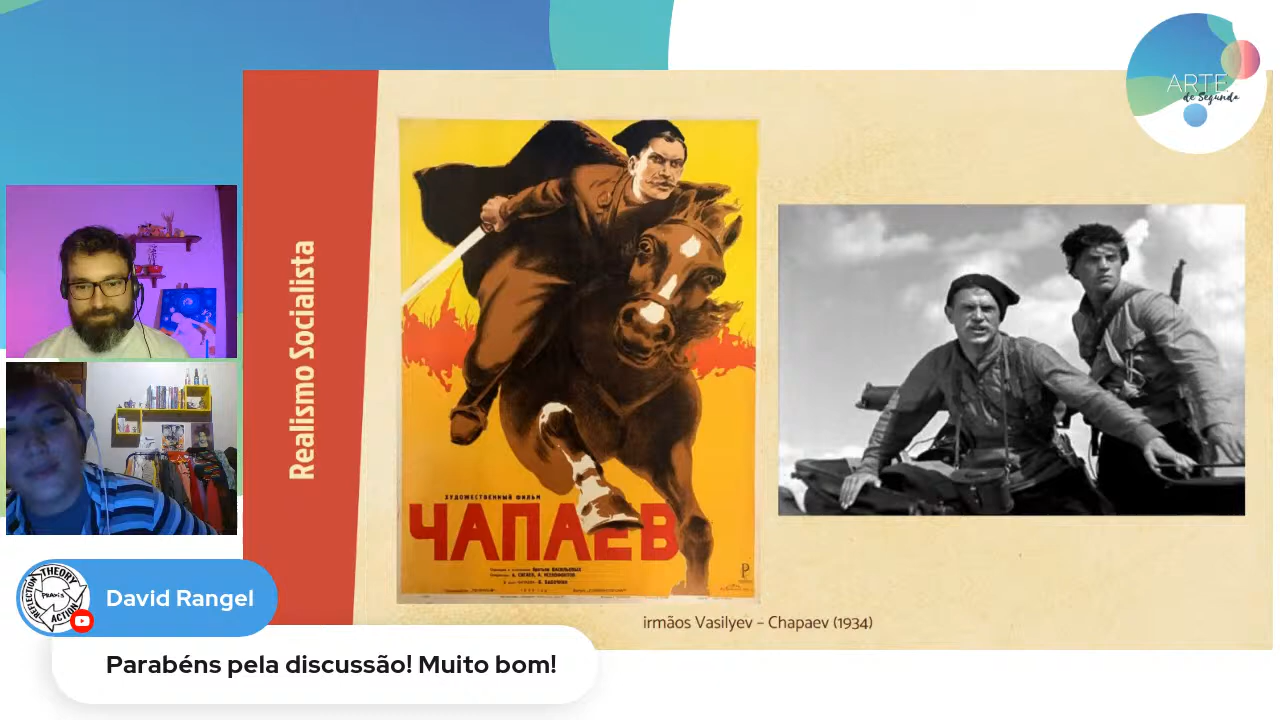 ARTE
de Segunda
Realismo Socialista
ХУДОЖЕСТВЕННЫЙ ФИЛЬМ
ЧАПАЕВ
irmãos Vasilyev – Chapaev (1934)
THEORY
ACTION
REFLECTION
PRAXIS
David Rangel
Parabéns pela discussão! Muito bom!